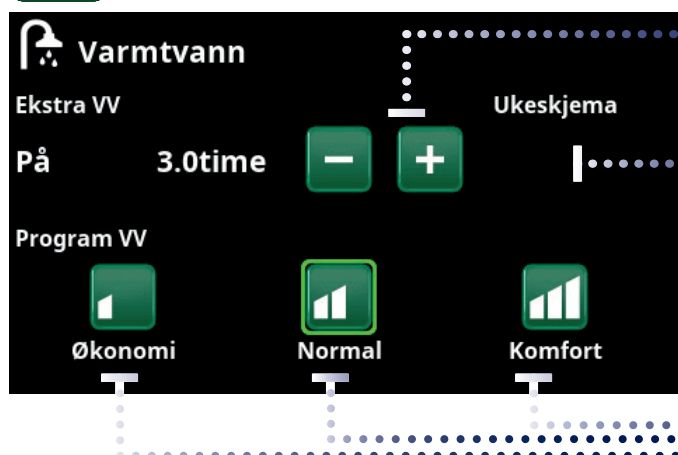 Varmtvann
Ekstra VV
Ukeskjema
På 3.0time − +
Program VV
Økonomi Normal Komfort